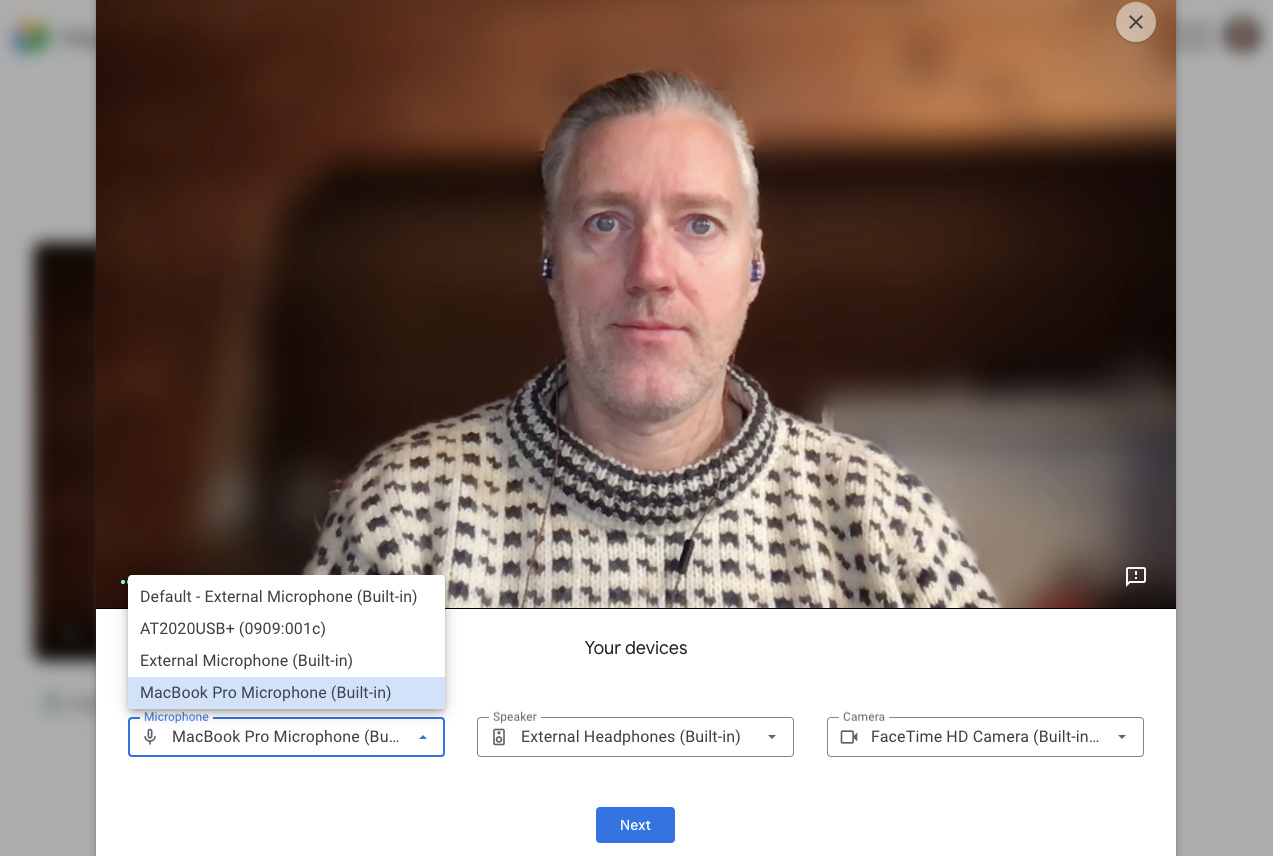 Default - External Microphone (Built-in)
AT2020USB+ (0909:001c)
External Microphone (Built-in)
MacBook Pro Microphone (Built-in)
Your devices
Microphone
MacBook Pro Microphone (Bu...
Speaker
External Headphones (Built-in)
Camera
FaceTime HD Camera (Built-in...
Next